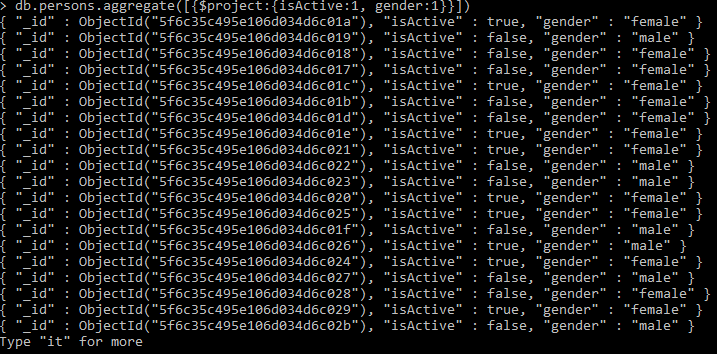 > db.persons.aggregate([{$project:{isActive:1, gender:1}}])
{ "_id" : ObjectId("5f6c35c495e106d034d6c01a"), "isActive" : true, "gender" : "female" }
{ "_id" : ObjectId("5f6c35c495e106d034d6c019"), "isActive" : false, "gender" : "male" }
{ "_id" : ObjectId("5f6c35c495e106d034d6c018"), "isActive" : false, "gender" : "female" }
{ "_id" : ObjectId("5f6c35c495e106d034d6c017"), "isActive" : false, "gender" : "female" }
{ "_id" : ObjectId("5f6c35c495e106d034d6c01c"), "isActive" : true, "gender" : "female" }
{ "_id" : ObjectId("5f6c35c495e106d034d6c01b"), "isActive" : false, "gender" : "female" }
{ "_id" : ObjectId("5f6c35c495e106d034d6c01d"), "isActive" : false, "gender" : "female" }
{ "_id" : ObjectId("5f6c35c495e106d034d6c01e"), "isActive" : true, "gender" : "female" }
{ "_id" : ObjectId("5f6c35c495e106d034d6c021"), "isActive" : true, "gender" : "female" }
{ "_id" : ObjectId("5f6c35c495e106d034d6c022"), "isActive" : false, "gender" : "male" }
{ "_id" : ObjectId("5f6c35c495e106d034d6c023"), "isActive" : false, "gender" : "male" }
{ "_id" : ObjectId("5f6c35c495e106d034d6c020"), "isActive" : true, "gender" : "female" }
{ "_id" : ObjectId("5f6c35c495e106d034d6c025"), "isActive" : true, "gender" : "female" }
{ "_id" : ObjectId("5f6c35c495e106d034d6c01f"), "isActive" : false, "gender" : "male" }
{ "_id" : ObjectId("5f6c35c495e106d034d6c026"), "isActive" : true, "gender" : "male" }
{ "_id" : ObjectId("5f6c35c495e106d034d6c024"), "isActive" : true, "gender" : "female" }
{ "_id" : ObjectId("5f6c35c495e106d034d6c027"), "isActive" : false, "gender" : "male" }
{ "_id" : ObjectId("5f6c35c495e106d034d6c028"), "isActive" : false, "gender" : "female" }
{ "_id" : ObjectId("5f6c35c495e106d034d6c029"), "isActive" : true, "gender" : "female" }
{ "_id" : ObjectId("5f6c35c495e106d034d6c02b"), "isActive" : false, "gender" : "male" }
Type "it" for more